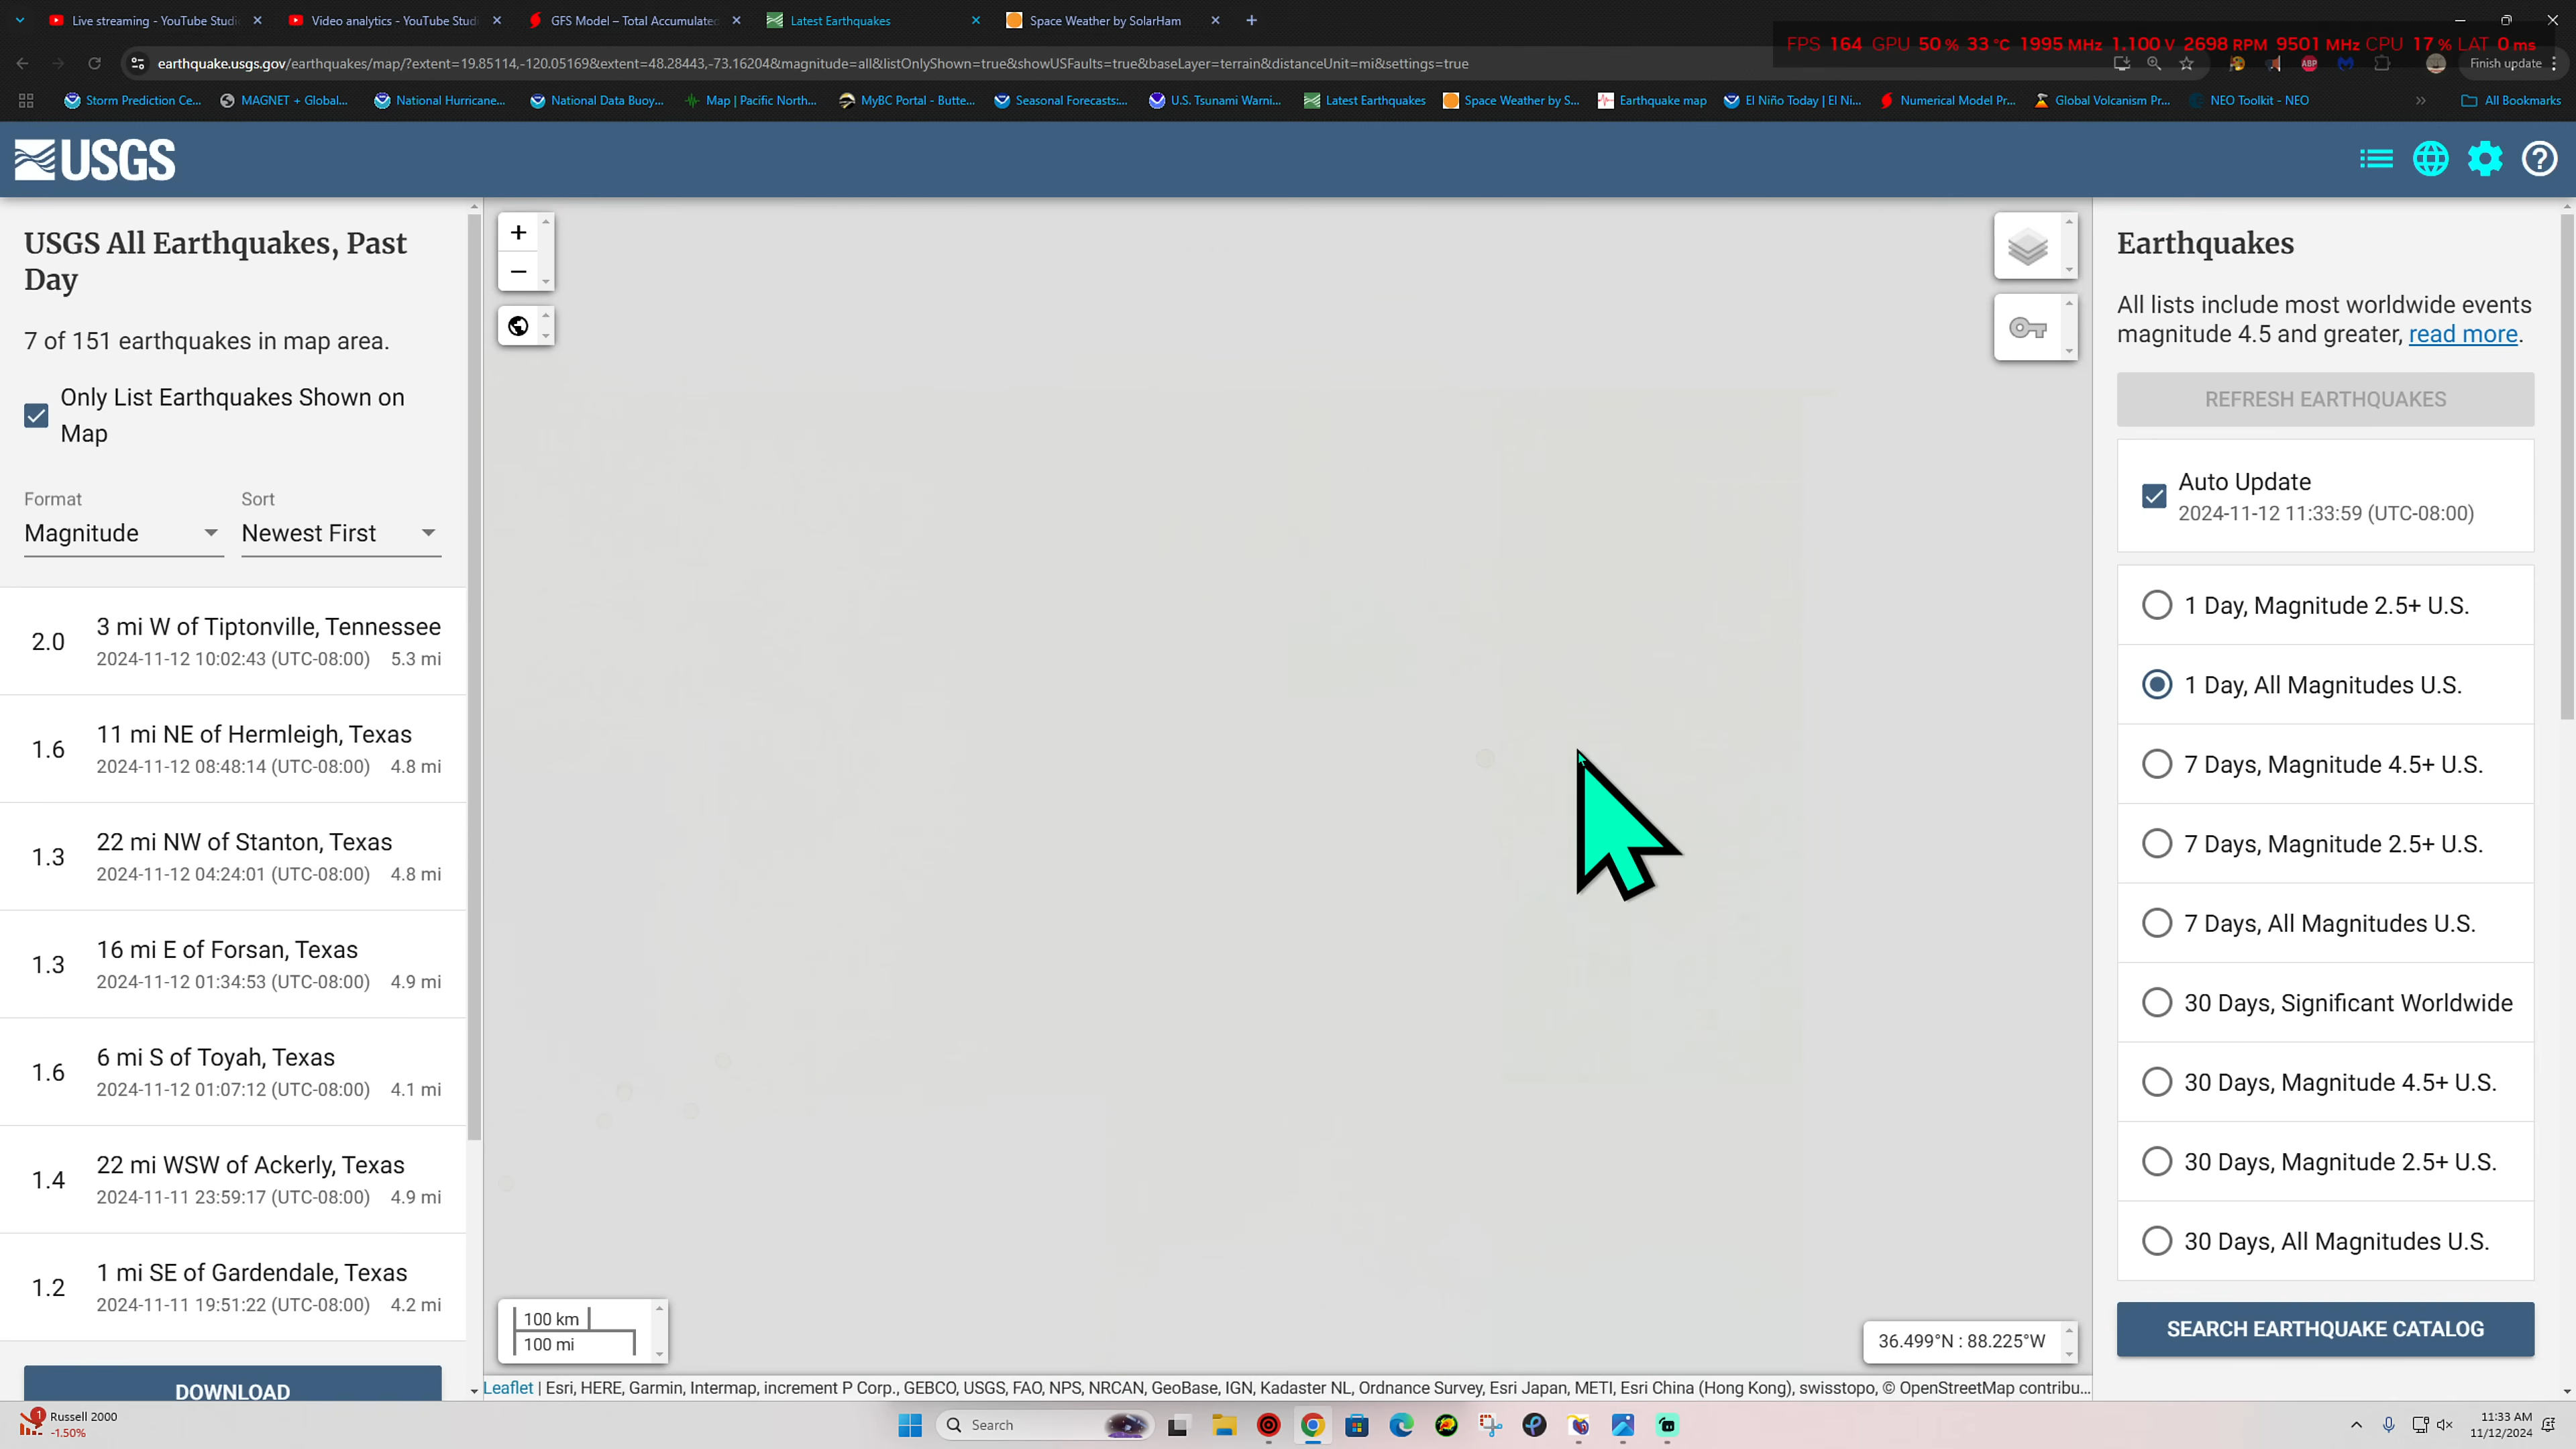 Live streaming - YouTube Studi
Video analytics - YouTube Studi
GFS Model – Total Accumulated
Latest Earthquakes
Space Weather by SolarHam
FPS 164 GPU 50 % 33 °C 1995 MHz 1.100 V 2698 RPM 9501 MHz CPU 17 % LAT 0 ms
earthquake.usgs.gov/earthquakes/map/?extent=19.85114,-120.05169&extent=48.28443,-73.16204&magnitude=all&listOnlyShown=true&showUSFaults=true&baseLayer=terrain&distanceUnit=mi&settings=true
ABP
Finish update
Storm Prediction Ce...
MAGNET + Global...
National Hurricane...
National Data Buoy...
Map | Pacific North...
MyBC Portal - Butte...
Seasonal Forecasts:...
U.S. Tsunami Warni...
Latest Earthquakes
Space Weather by S...
Earthquake map
El Niño Today | El Ni...
Numerical Model Pr...
Global Volcanism Pr...
NEO Toolkit - NEO
All Bookmarks
USGS
USGS All Earthquakes, Past
Day
7 of 151 earthquakes in map area.
Only List Earthquakes Shown on
Map
Format
Sort
Magnitude
Newest First
2.0
3 mi W of Tiptonville, Tennessee
2024-11-12 10:02:43 (UTC-08:00) 5.3 mi
1.6
11 mi NE of Hermleigh, Texas
2024-11-12 08:48:14 (UTC-08:00) 4.8 mi
1.3
22 mi NW of Stanton, Texas
2024-11-12 04:24:01 (UTC-08:00) 4.8 mi
1.3
16 mi E of Forsan, Texas
2024-11-12 01:34:53 (UTC-08:00) 4.9 mi
1.6
6 mi S of Toyah, Texas
2024-11-12 01:07:12 (UTC-08:00) 4.1 mi
1.4
22 mi WSW of Ackerly, Texas
2024-11-11 23:59:17 (UTC-08:00) 4.9 mi
1.2
1 mi SE of Gardendale, Texas
2024-11-11 19:51:22 (UTC-08:00) 4.2 mi
DOWNLOAD
+
−
100 km
100 mi
36.499°N : 88.225°W
Leaflet | Esri, HERE, Garmin, Intermap, increment P Corp., GEBCO, USGS, FAO, NPS, NRCAN, GeoBase, IGN, Kadaster NL, Ordnance Survey, Esri Japan, METI, Esri China (Hong Kong), swisstopo, © OpenStreetMap contribu...
Earthquakes
All lists include most worldwide events
magnitude 4.5 and greater, read more.
REFRESH EARTHQUAKES
Auto Update
2024-11-12 11:33:59 (UTC-08:00)
1 Day, Magnitude 2.5+ U.S.
1 Day, All Magnitudes U.S.
7 Days, Magnitude 4.5+ U.S.
7 Days, Magnitude 2.5+ U.S.
7 Days, All Magnitudes U.S.
30 Days, Significant Worldwide
30 Days, Magnitude 4.5+ U.S.
30 Days, Magnitude 2.5+ U.S.
30 Days, All Magnitudes U.S.
SEARCH EARTHQUAKE CATALOG
1
Russell 2000
-1.50%
Search
11:33 AM
11/12/2024